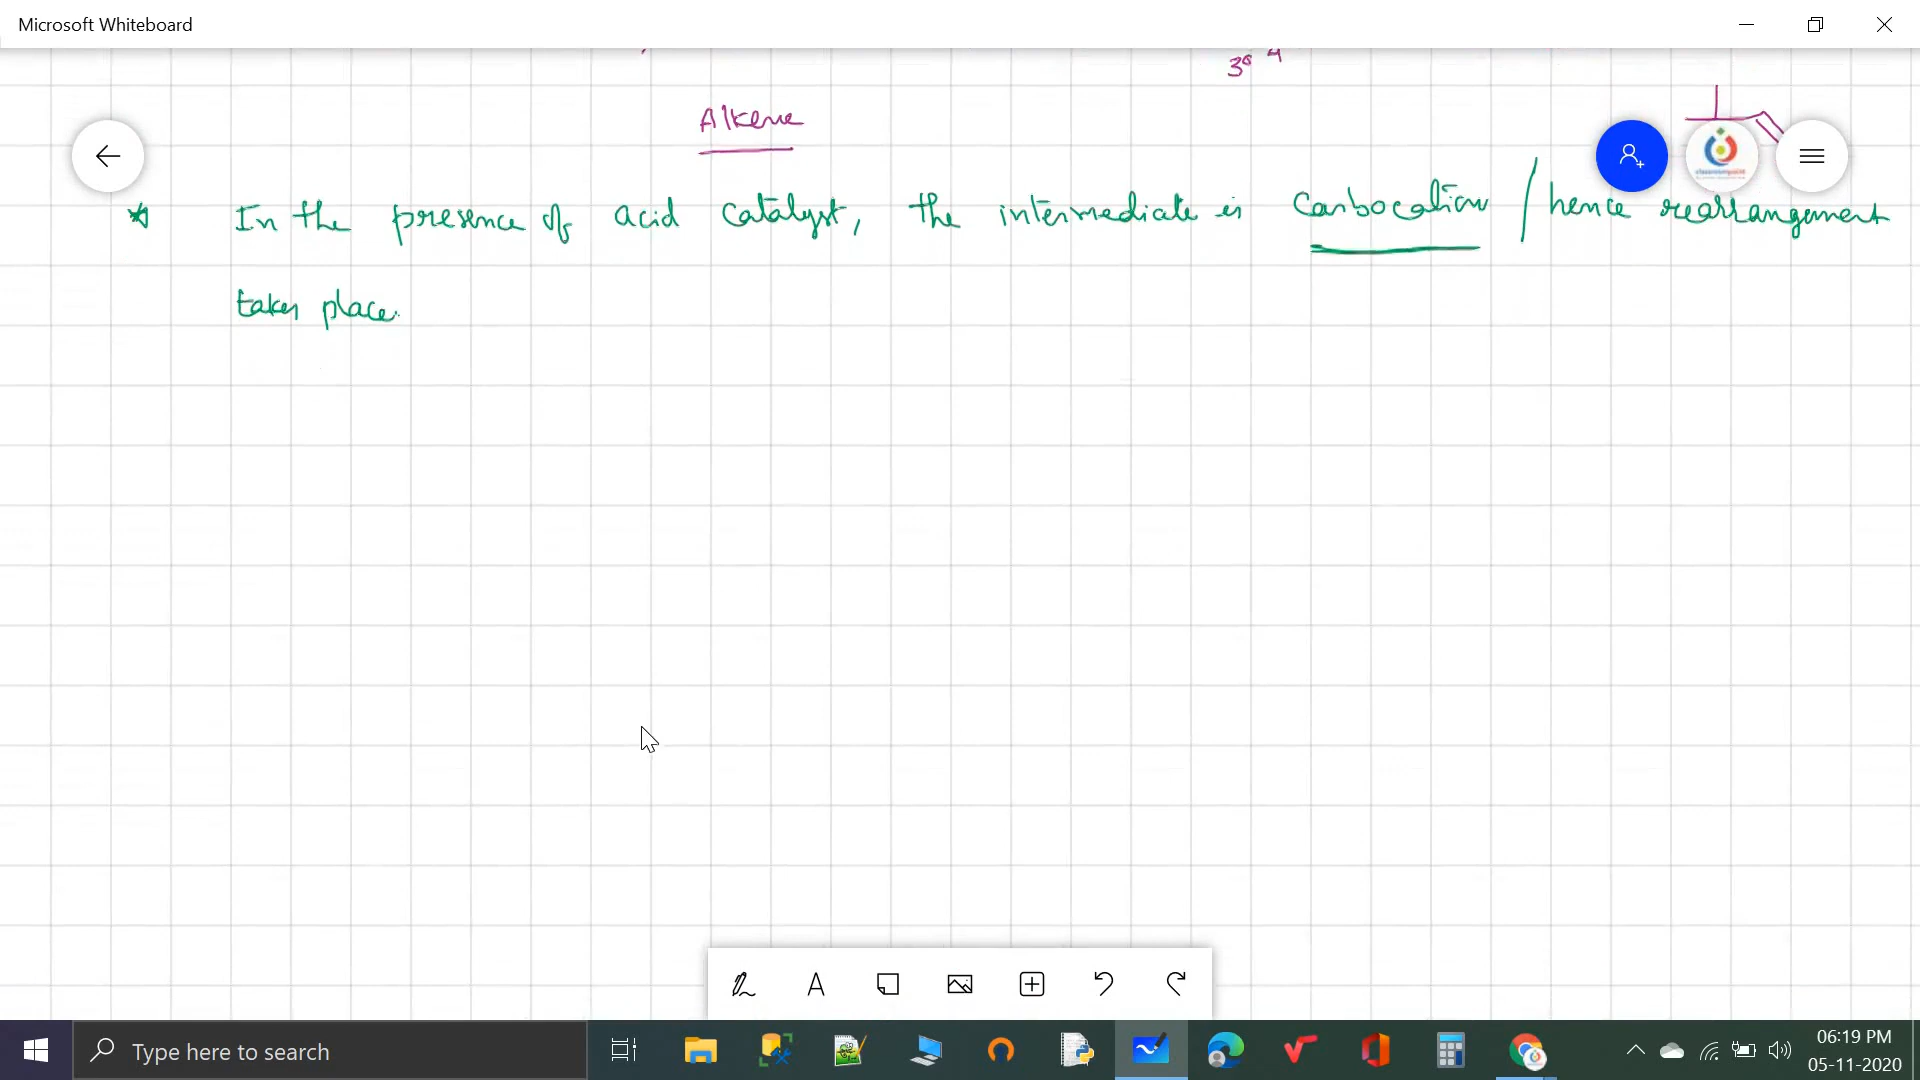 Microsoft Whiteboard
3°
Alkene
* In the presence of acid catalyst, the intermediate is Carbocation / hence rearrangement
takes place.
Type here to search
06:19 PM
05-11-2020